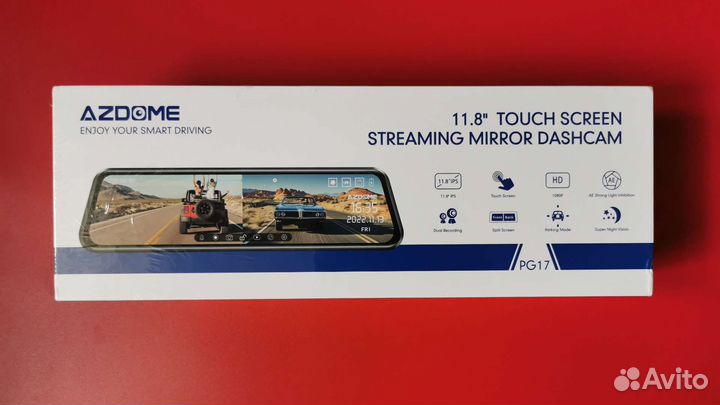 AZDOME
ENJOY YOUR SMART DRIVING
11.8" TOUCH SCREEN
STREAMING MIRROR DASHCAM
11.8" IPS
HD
AE
11.8" IPS
Touch Screen
1080P
AE Strong Light Inhibition
Front Back
P
Dual Recording
Split Screen
Parking Mode
Super Night Vision
AZDOME
2022.11.13
FRI
PG17
Avito